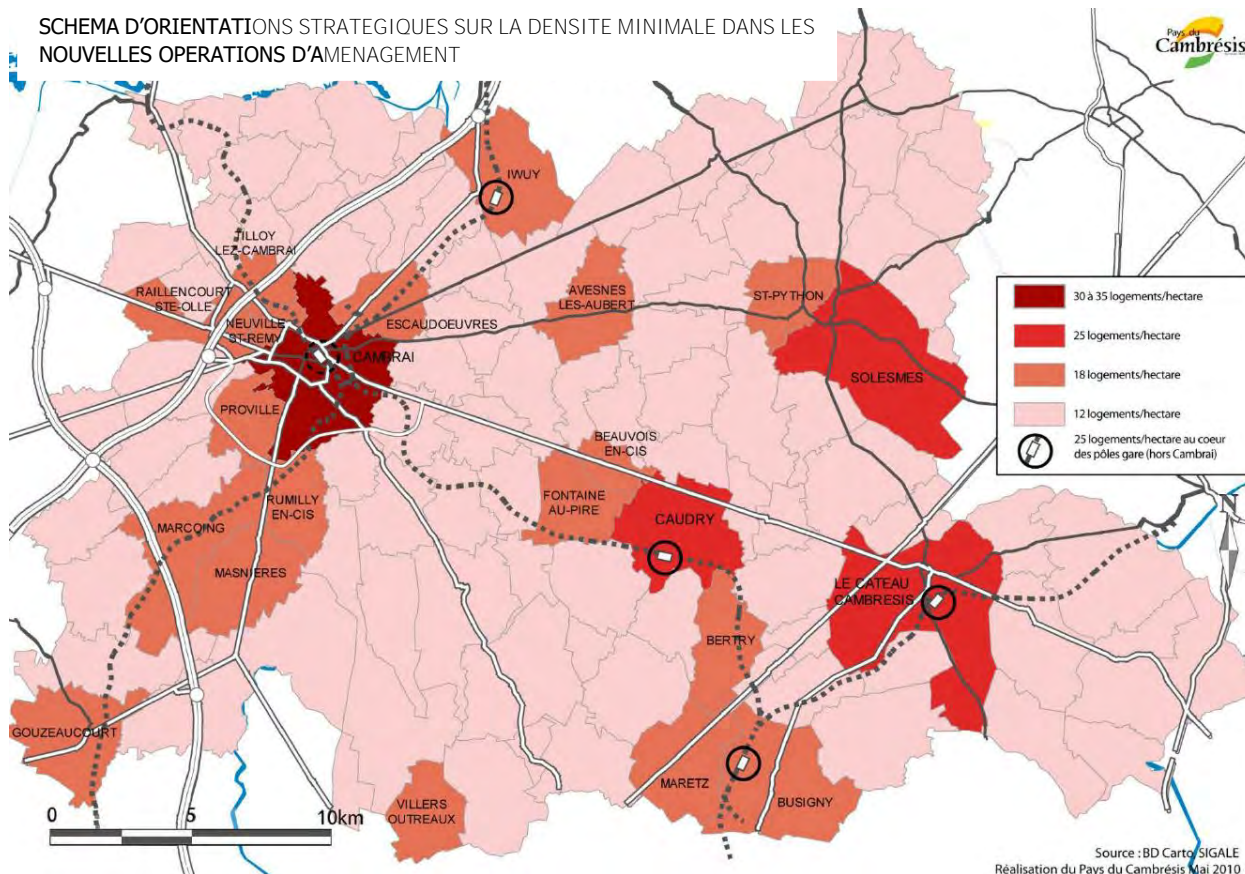 SCHEMA D'ORIENTATIONS STRATEGIQUES SUR LA DENSITE MINIMALE DANS LES
NOUVELLES OPERATIONS D'AMENAGEMENT
Pays du
Cambrésis
IWUY
TILLOY
LEZ-CAMBRAI
RAILLENCOURT
STE-OLLE
NEUVILLE
ST-REMY
ESCAUDOEUVRES
CAMBRAI
AVESNES
LES-AUBERT
ST-PYTHON
SOLESMES
PROVILLE
BEAUVOIS
EN-CIS
FONTAINE
AU-PIRE
CAUDRY
RUMILLY
EN-CIS
MARCOING
MASNIERES
LE CATEAU
CAMBRESIS
BERTRY
GOUZEAUCOURT
MARETZ
BUSIGNY
VILLERS
OUTREAUX
30 à 35 logements/hectare
25 logements/hectare
18 logements/hectare
12 logements/hectare
25 logements/hectare au coeur
des pôles gare (hors Cambrai)
N
0 5 10km
Source : BD Carto, SIGALE
Réalisation du Pays du Cambrésis Mai 2010